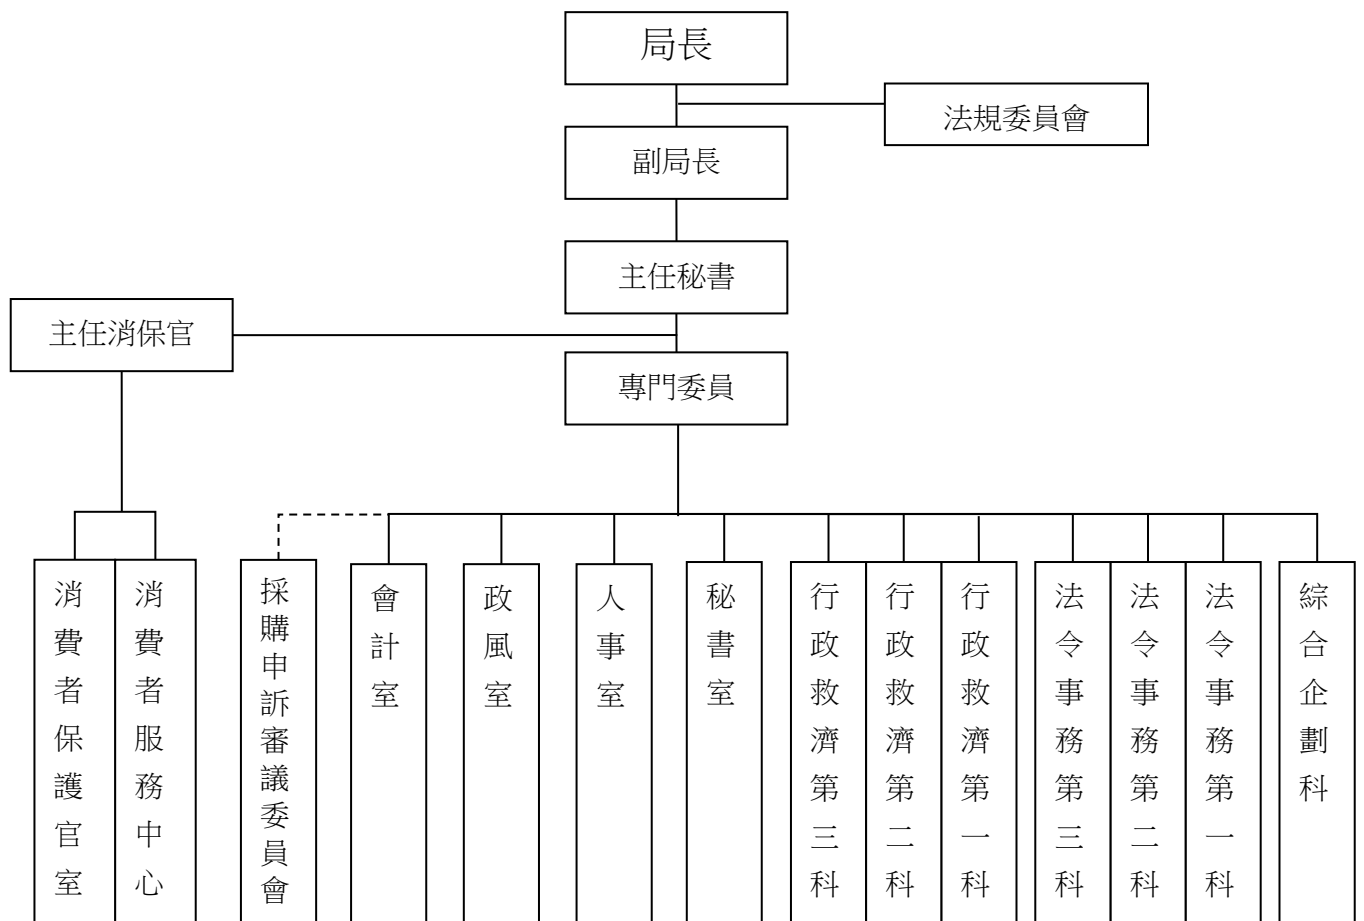 局長
法規委員會
副局長
主任秘書
主任消保官
專門委員
消費者保護官室
消費者服務中心
採購申訴審議委員會
會計室
政風室
人事室
秘書室
行政救濟第三科
行政救濟第二科
行政救濟第一科
法令事務第三科
法令事務第二科
法令事務第一科
綜合企劃科